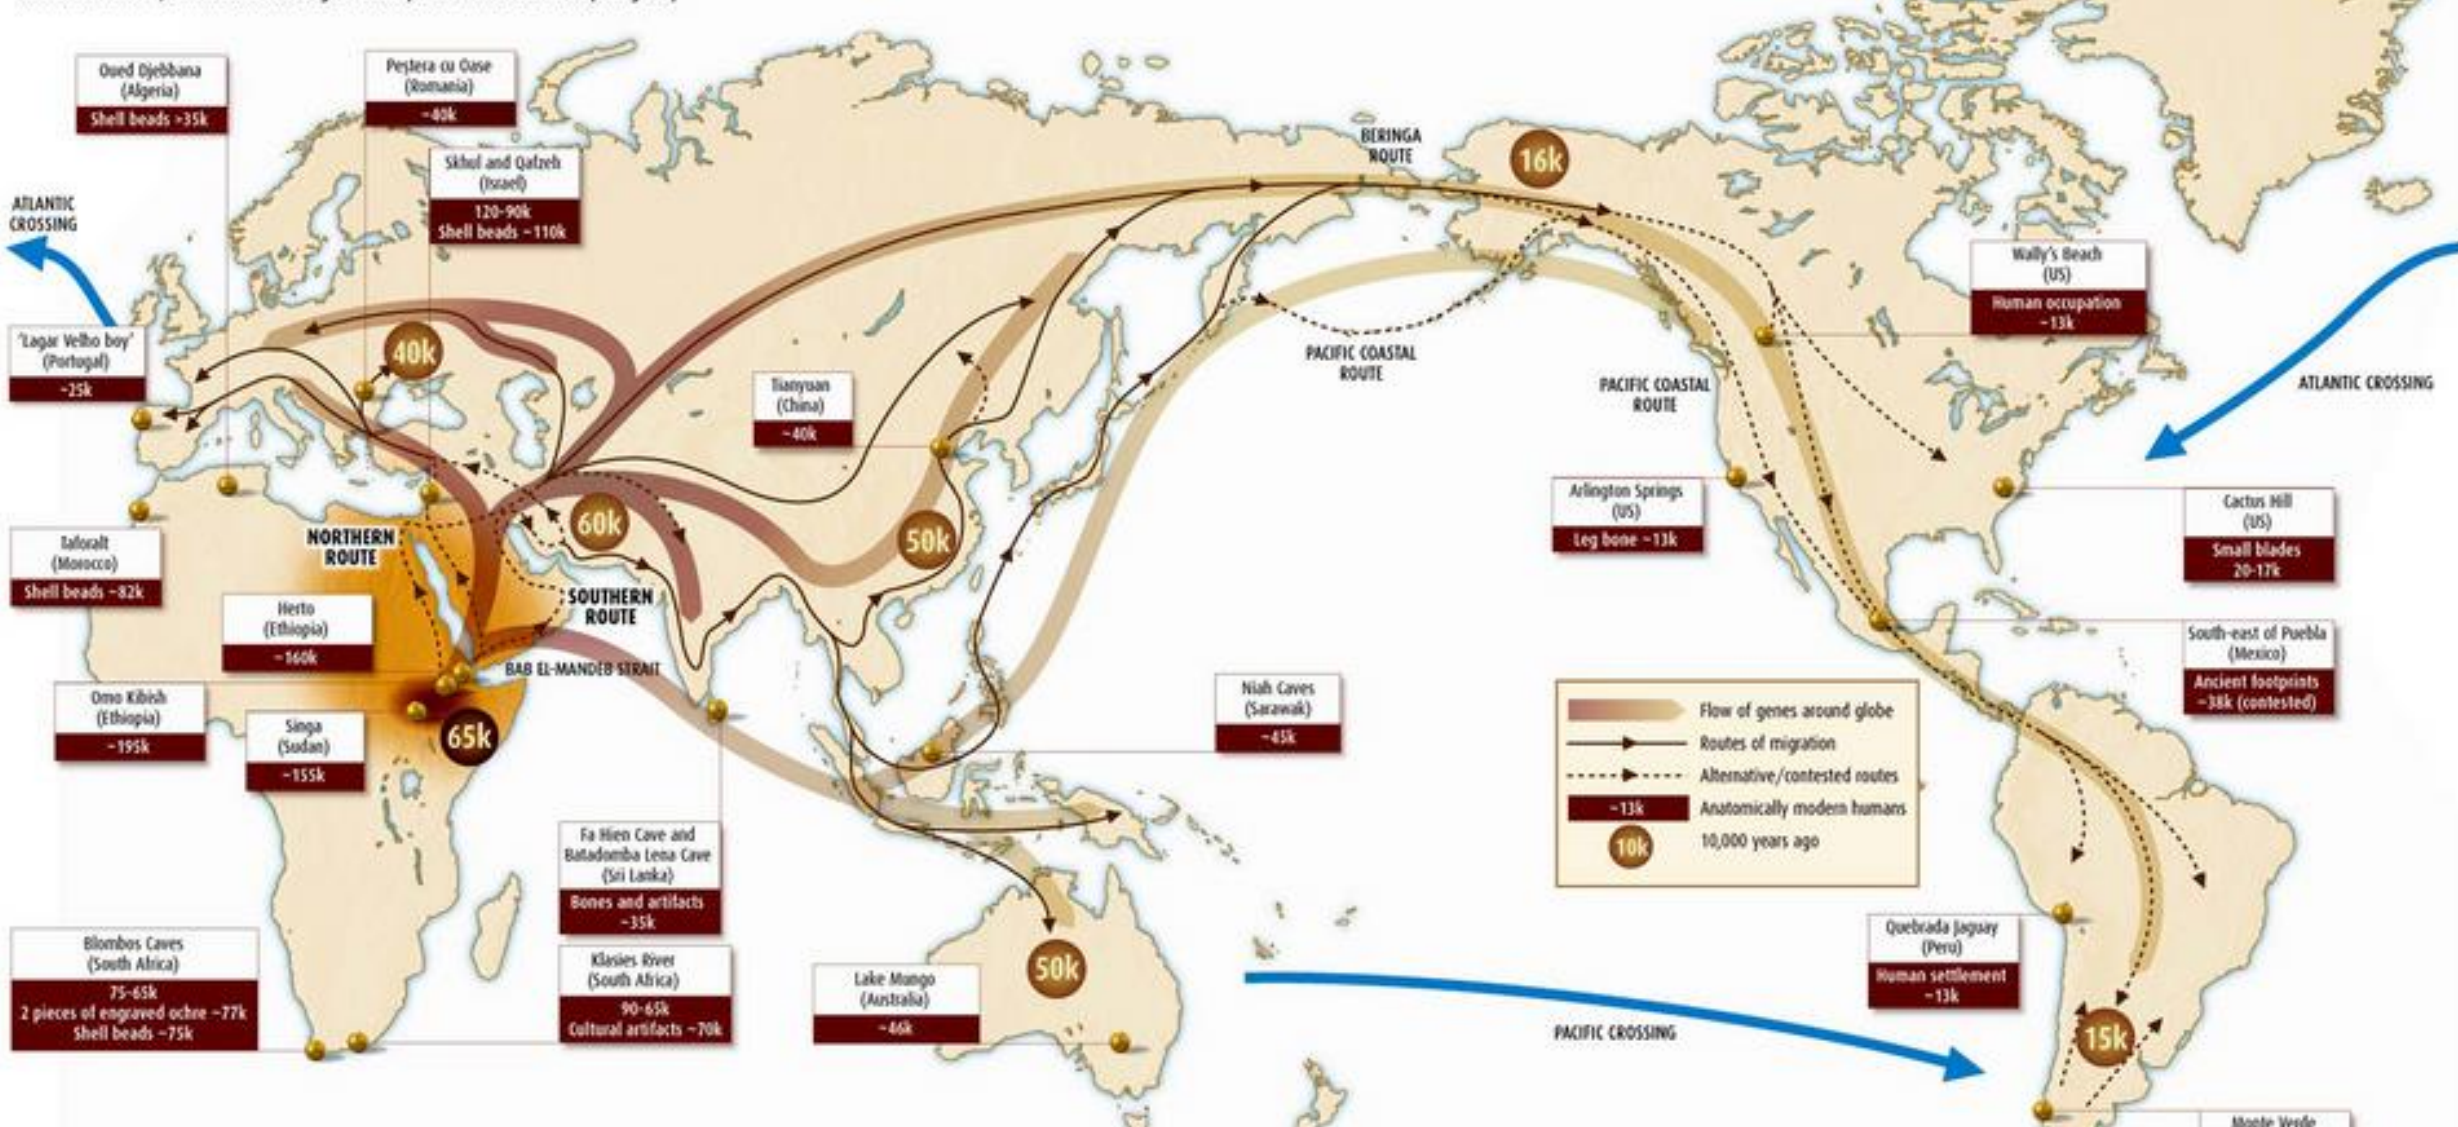 Oued Djebbana
(Algeria)
Shell beads >35k
Peştera cu Oase
(Romania)
~40k
Skhul and Qafzeh
(Israel)
120-90k
Shell beads ~110k
BERINGA
ROUTE
16k
ATLANTIC
CROSSING
Wally's Beach
(US)
Human occupation
~13k
'Lagar Velho boy'
(Portugal)
~25k
40k
PACIFIC COASTAL
ROUTE
Tianyuan
(China)
~40k
PACIFIC COASTAL
ROUTE
ATLANTIC CROSSING
Arlington Springs
(US)
Leg bone ~13k
Cactus Hill
(US)
Small blades
20-17k
NORTHERN
ROUTE
60k
50k
Taforalt
(Morocco)
Shell beads ~82k
SOUTHERN
ROUTE
Herto
(Ethiopia)
~160k
BAB EL-MANDEB STRAIT
South-east of Puebla
(Mexico)
Ancient footprints
~38k (contested)
Omo Kibish
(Ethiopia)
~195k
Singa
(Sudan)
~155k
65k
Niah Caves
(Sarawak)
~45k
Flow of genes around globe
Routes of migration
Alternative/contested routes
~13k Anatomically modern humans
10k 10,000 years ago
Fa Hien Cave and
Batadomba Lena Cave
(Sri Lanka)
Bones and artifacts
~35k
Blombos Caves
(South Africa)
75-65k
2 pieces of engraved ochre ~77k
Shell beads ~75k
Klasies River
(South Africa)
90-65k
Cultural artifacts ~70k
Lake Mungo
(Australia)
~46k
50k
Quebrada Jaguay
(Peru)
Human settlement
~13k
PACIFIC CROSSING
15k
Monte Verde